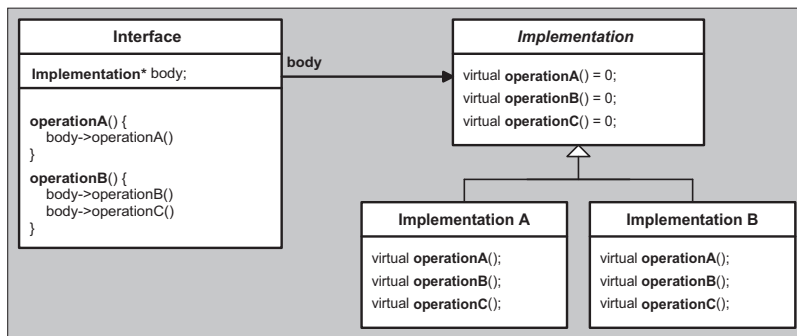 Interface
Implementation* body;
operationA() {
body->operationA()
}
operationB() {
body->operationB()
body->operationC()
}
body
Implementation
virtual operationA() = 0;
virtual operationB() = 0;
virtual operationC() = 0;
Implementation A
virtual operationA();
virtual operationB();
virtual operationC();
Implementation B
virtual operationA();
virtual operationB();
virtual operationC();